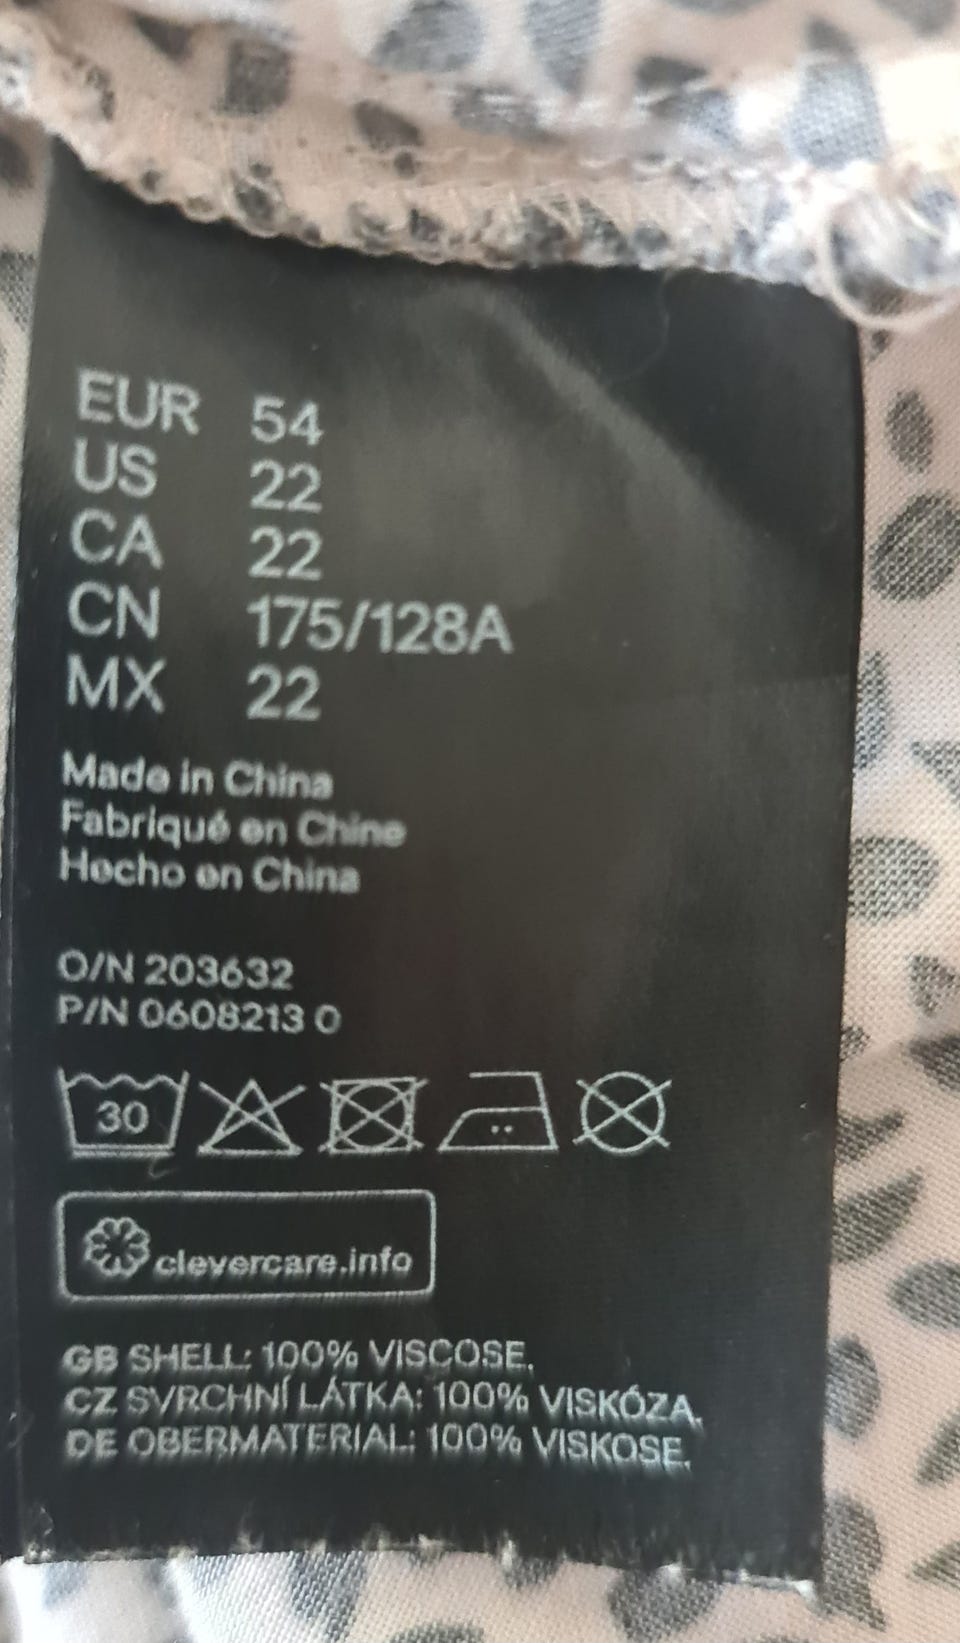 EUR 54
US 22
CA 22
CN 175/128A
MX 22
Made in China
Fabriqué en Chine
Hecho en China
O/N 203632
P/N 0608213 0
30
clevercare.info
GB SHELL: 100% VISCOSE.
CZ SVRCHNÍ LÁTKA: 100% VISKÓZA.
DE OBERMATERIAL: 100% VISKOSE.